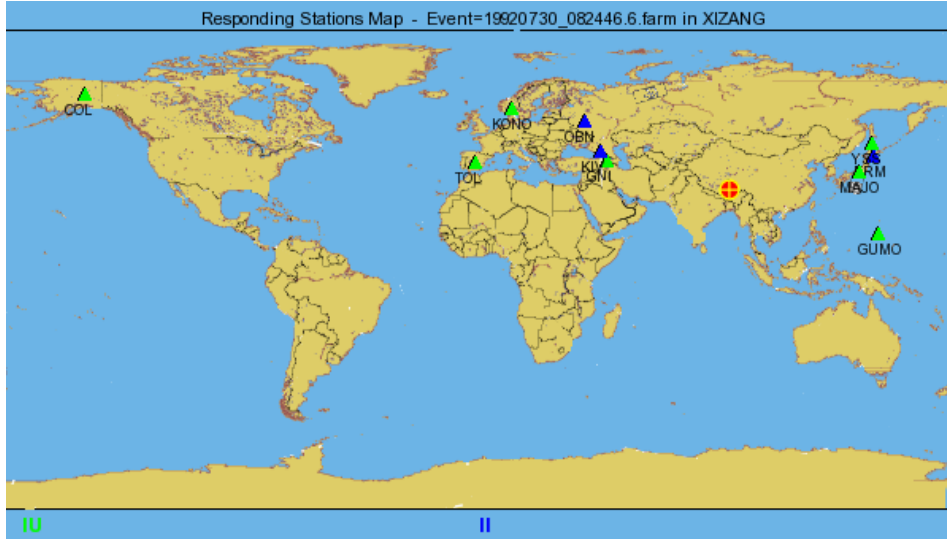 Responding Stations Map - Event=19920730_082446.6.farm in XIZANG
COL
KONO
OBN
TOL
KIV
GNI
YSS
ERM
MAJO
GUMO
IU
II